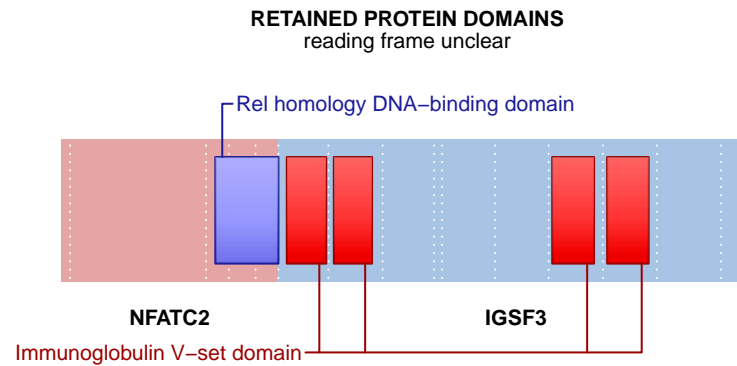 RETAINED PROTEIN DOMAINS
reading frame unclear
Rel homology DNA−binding domain
NFATC2
IGSF3
Immunoglobulin V−set domain